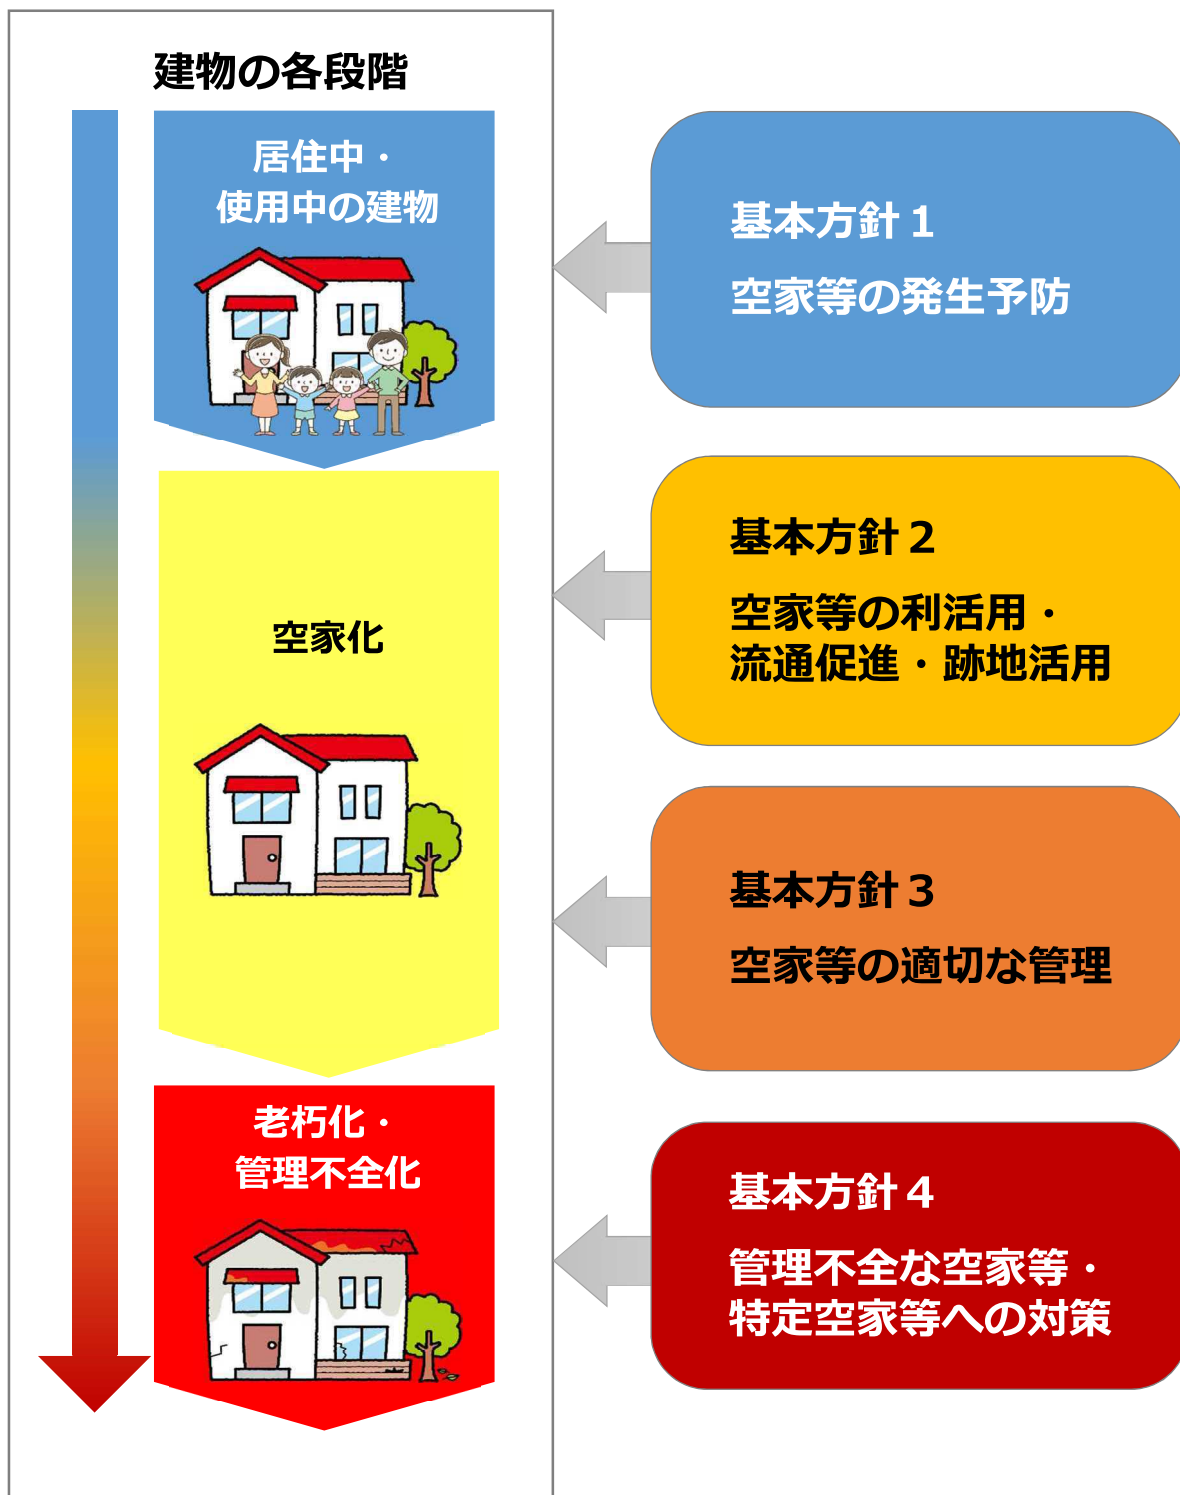 建物の各段階
居住中・
使用中の建物
基本方針１
空家等の発生予防
空家化
基本方針２
空家等の利活用・
流通促進・跡地活用
基本方針３
空家等の適切な管理
老朽化・
管理不全化
基本方針４
管理不全な空家等・
特定空家等への対策